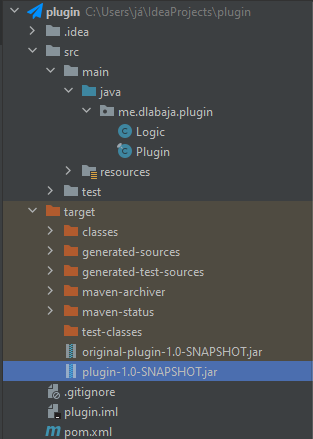 plugin C:\Users\já\IdeaProjects\plugin
.idea
src
main
java
me.dlabaja.plugin
Logic
Plugin
resources
test
target
classes
generated-sources
generated-test-sources
maven-archiver
maven-status
test-classes
original-plugin-1.0-SNAPSHOT.jar
plugin-1.0-SNAPSHOT.jar
.gitignore
plugin.iml
pom.xml